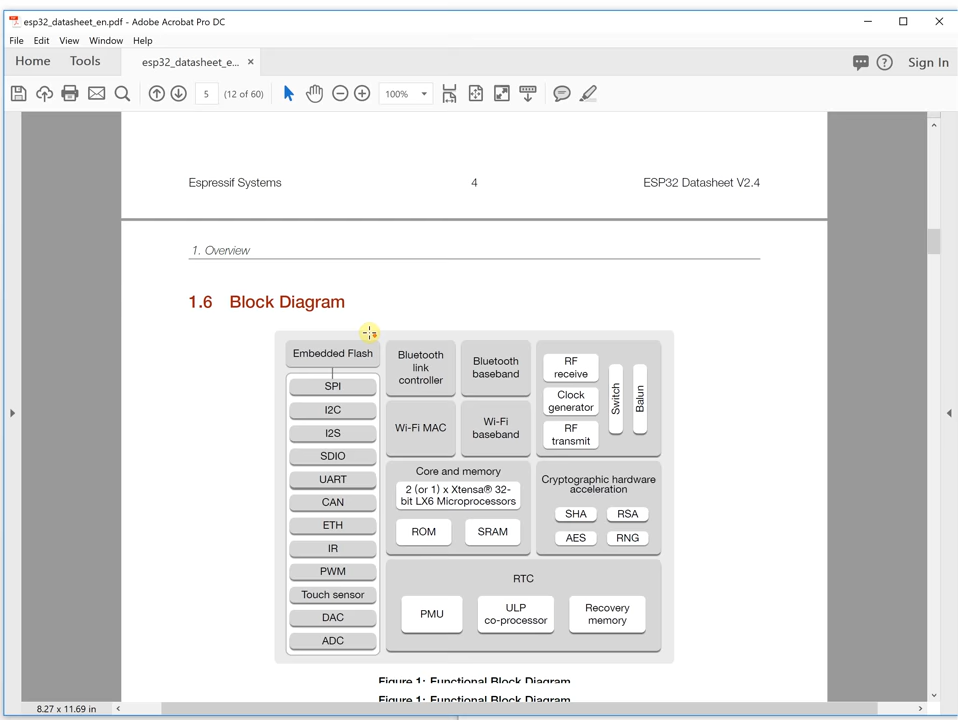 esp32_datasheet_en.pdf - Adobe Acrobat Pro DC
File Edit View Window Help
Home Tools esp32_datasheet_e... × Sign In
5 (12 of 60) 100%
Espressif Systems 4 ESP32 Datasheet V2.4
1. Overview
1.6 Block Diagram
Embedded Flash
SPI
I2C
I2S
SDIO
UART
CAN
ETH
IR
PWM
Touch sensor
DAC
ADC
Bluetooth
link
controller
Bluetooth
baseband
Wi-Fi MAC
Wi-Fi
baseband
RF
receive
Clock
generator
RF
transmit
Switch
Balun
Core and memory
2 (or 1) x Xtensa® 32-
bit LX6 Microprocessors
ROM
SRAM
Cryptographic hardware
acceleration
SHA
RSA
AES
RNG
RTC
PMU
ULP
co-processor
Recovery
memory
Figure 1: Functional Block Diagram
Figure 1: Functional Block Diagram
8.27 x 11.69 in